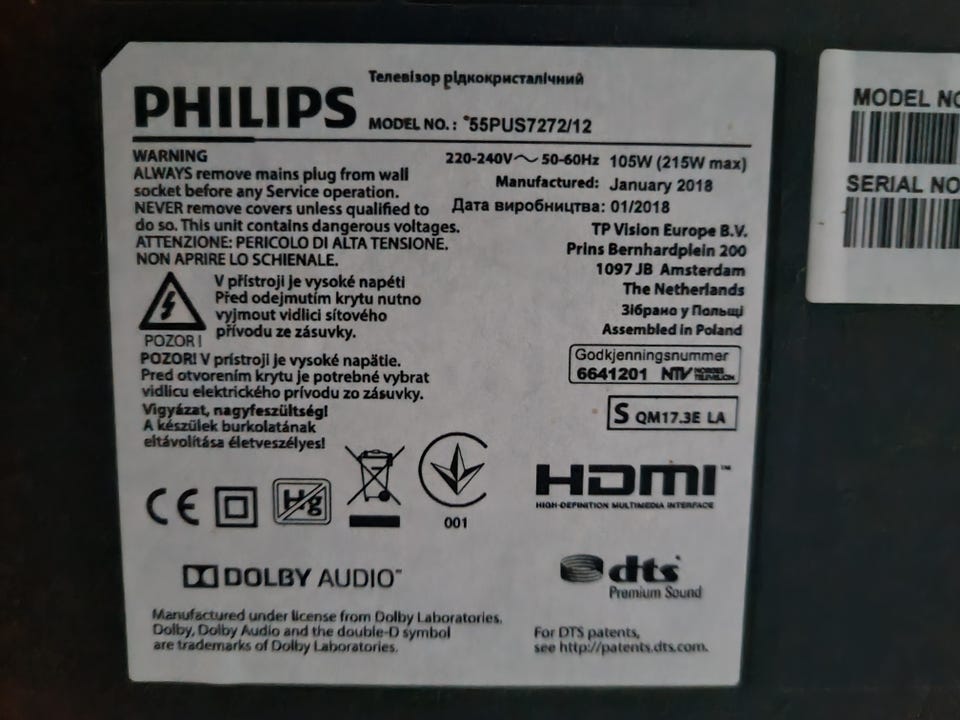 Телевізор рідкокристалічний
PHILIPS
MODEL NO.: *55PUS7272/12
WARNING
ALWAYS remove mains plug from wall
socket before any Service operation.
NEVER remove covers unless qualified to
do so. This unit contains dangerous voltages.
ATTENZIONE: PERICOLO DI ALTA TENSIONE.
NON APRIRE LO SCHIENALE.
220-240V～ 50-60Hz 105W (215W max)
Manufactured: January 2018
Дата виробництва: 01/2018
TP Vision Europe B.V.
Prins Bernhardplein 200
1097 JB Amsterdam
The Netherlands
Зібрано у Польщі
Assembled in Poland
V přístroji je vysoké napětí
Před odejmutím krytu nutno
vyjmout vidlici síťového
přívodu ze zásuvky.
POZOR!
POZOR! V prístroji je vysoké napätie.
Pred otvorením krytu je potrebné vybrat
vidlicu elektrického prívodu zo zásuvky.
Vigyázat, nagyfeszültség!
A készülek burkolatának
eltávolítása életveszélyes!
Godkjenningsnummer
6641201 NTV NORGES TELEVISJON
S QM17.3E LA
CE
Hg
001
HDMI™
HIGH-DEFINITION MULTIMEDIA INTERFACE
DOLBY AUDIO™
dts
Premium Sound
Manufactured under license from Dolby Laboratories.
Dolby, Dolby Audio and the double-D symbol
are trademarks of Dolby Laboratories.
For DTS patents,
see http://patents.dts.com.
MODEL NO
SERIAL NO